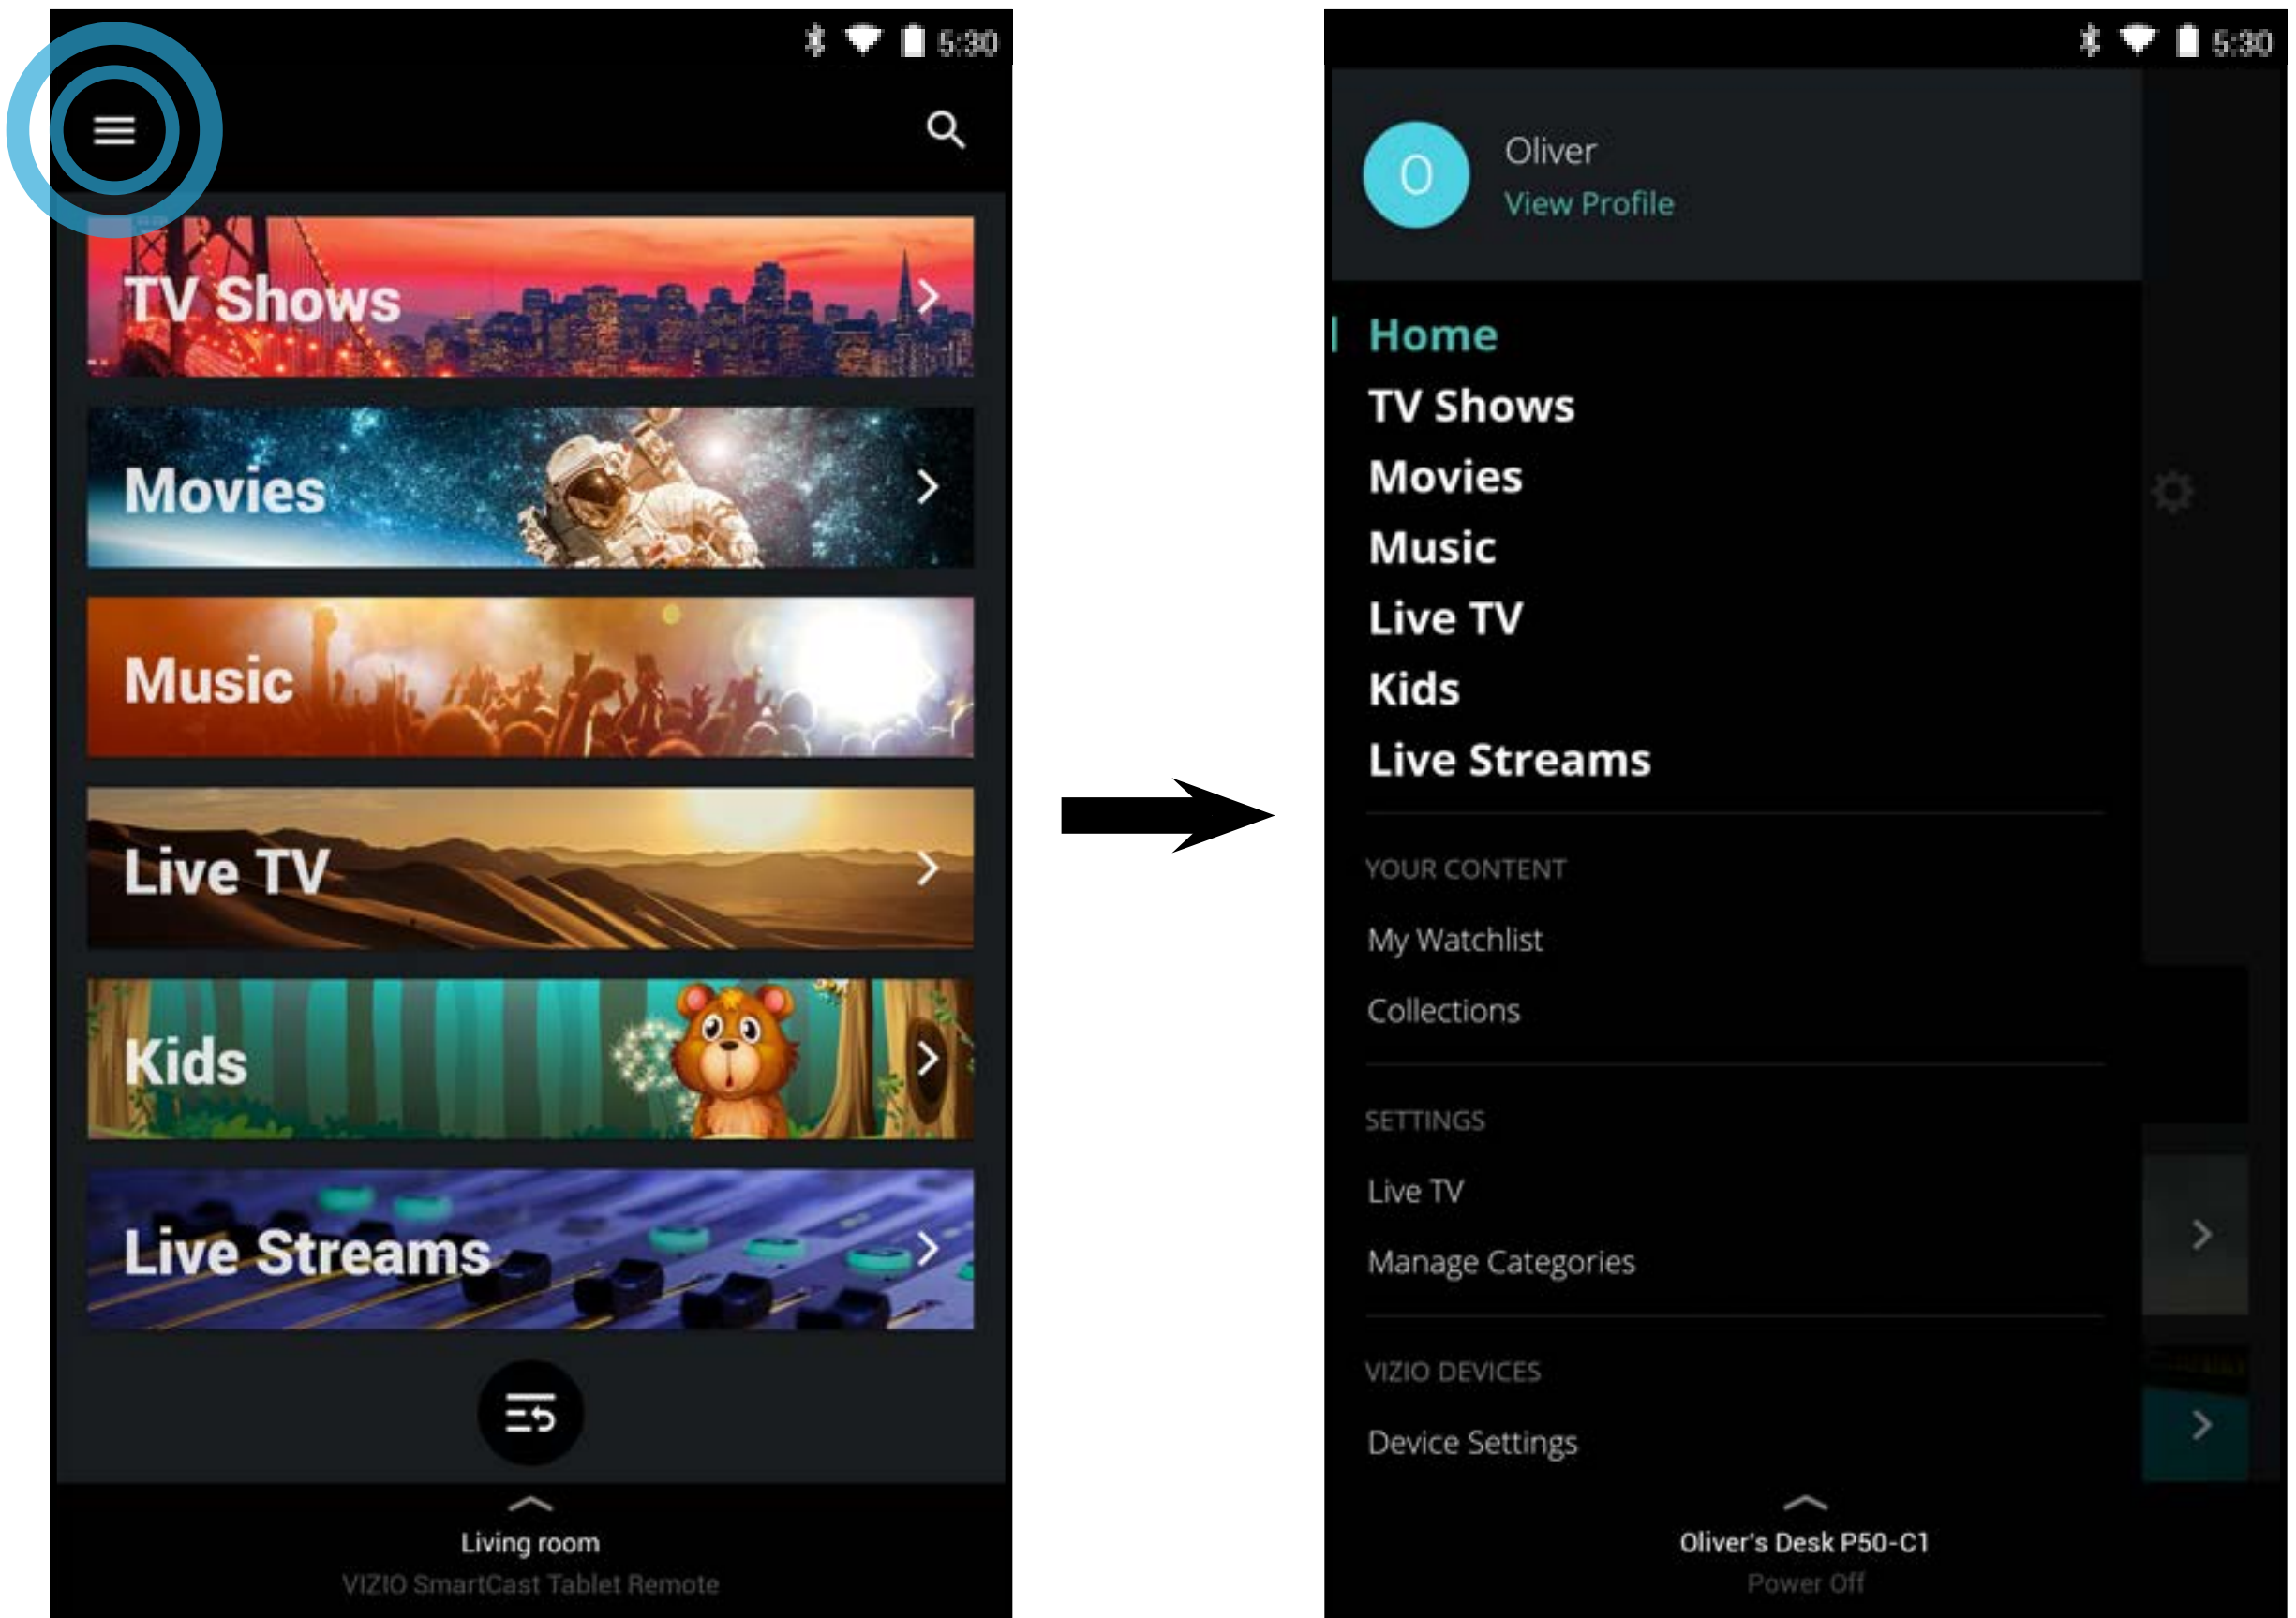 5:30
TV Shows
Movies
Music
Live TV
Kids
Live Streams
Living room
VIZIO SmartCast Tablet Remote
5:30
O
Oliver
View Profile
Home
TV Shows
Movies
Music
Live TV
Kids
Live Streams
YOUR CONTENT
My Watchlist
Collections
SETTINGS
Live TV
Manage Categories
VIZIO DEVICES
Device Settings
Oliver's Desk P50-C1
Power Off